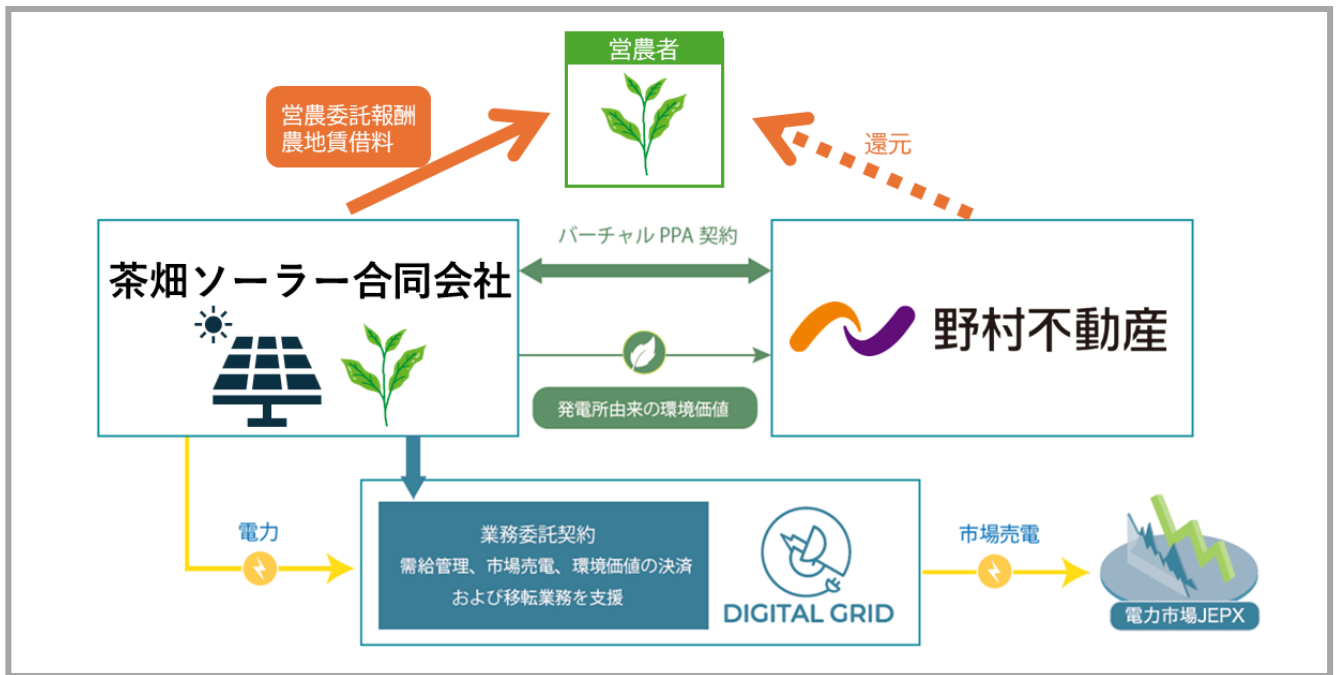 営農者
営農委託報酬
農地賃借料
還元
バーチャル PPA 契約
茶畑ソーラー合同会社
野村不動産
発電所由来の環境価値
電力
業務委託契約
需給管理、市場売電、環境価値の決済
および移転業務を支援
DIGITAL GRID
市場売電
電力市場JEPX